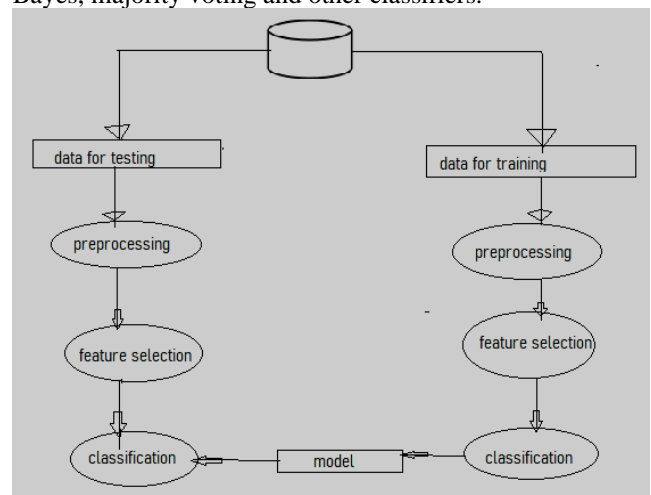 Bayes, majority voting and other classifiers.
data for testing
data for training
preprocessing
preprocessing
feature selection
feature selection
classification
model
classification